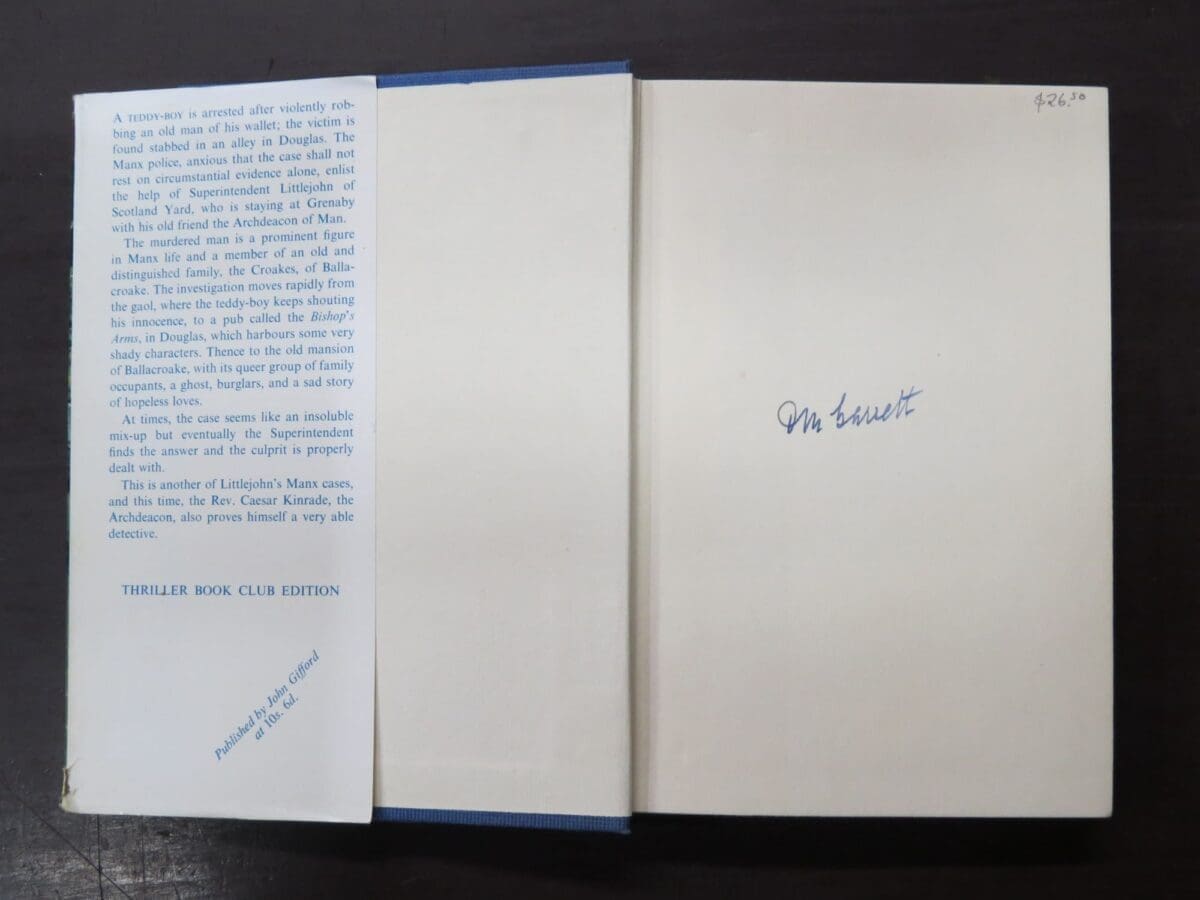 A TEDDY-BOY is arrested after violently rob-
bing an old man of his wallet; the victim is
found stabbed in an alley in Douglas. The
Manx police, anxious that the case shall not
rest on circumstantial evidence alone, enlist
the help of Superintendent Littlejohn of
Scotland Yard, who is staying at Grenaby
with his old friend the Archdeacon of Man.
The murdered man is a prominent figure
in Manx life and a member of an old and
distinguished family, the Croakes, of Balla-
croake. The investigation moves rapidly from
the gaol, where the teddy-boy keeps shouting
his innocence, to a pub called the Bishop's
Arms, in Douglas, which harbours some very
shady characters. Thence to the old mansion
of Ballacroake, with its queer group of family
occupants, a ghost, burglars, and a sad story
of hopeless loves.
At times, the case seems like an insoluble
mix-up but eventually the Superintendent
finds the answer and the culprit is properly
dealt with.
This is another of Littlejohn's Manx cases,
and this time, the Rev. Caesar Kinrade, the
Archdeacon, also proves himself a very able
detective.
THRILLER BOOK CLUB EDITION
Published by John Gifford
at 10s. 6d.
$26.50
Garrett